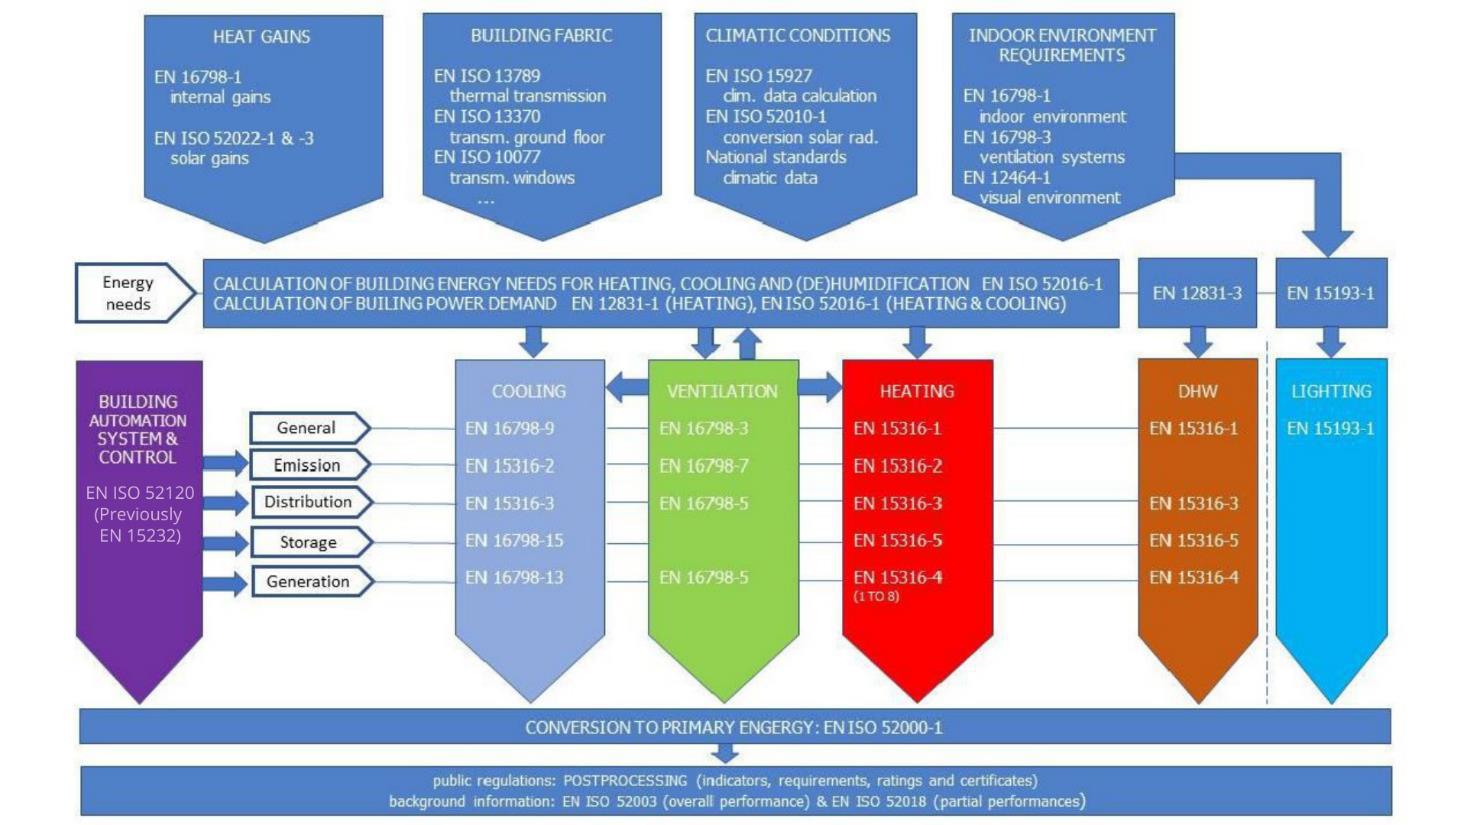 HEAT GAINS
EN 16798-1
internal gains
EN ISO 52022-1 & -3
solar gains
BUILDING FABRIC
EN ISO 13789
thermal transmission
EN ISO 13370
transm. ground floor
EN ISO 10077
transm. windows
...
CLIMATIC CONDITIONS
EN ISO 15927
clim. data calculation
EN ISO 52010-1
conversion solar rad.
National standards
climatic data
INDOOR ENVIRONMENT
REQUIREMENTS
EN 16798-1
indoor environment
EN 16798-3
ventilation systems
EN 12464-1
visual environment
Energy
needs
CALCULATION OF BUILDING ENERGY NEEDS FOR HEATING, COOLING AND (DE)HUMIDIFICATION EN ISO 52016-1
CALCULATION OF BUILING POWER DEMAND EN 12831-1 (HEATING), EN ISO 52016-1 (HEATING & COOLING)
EN 12831-3
EN 15193-1
BUILDING
AUTOMATION
SYSTEM &
CONTROL
EN ISO 52120
(Previously
EN 15232)
General
Emission
Distribution
Storage
Generation
COOLING
EN 16798-9
EN 15316-2
EN 15316-3
EN 16798-15
EN 16798-13
VENTILATION
EN 16798-3
EN 16798-7
EN 16798-5
EN 16798-5
HEATING
EN 15316-1
EN 15316-2
EN 15316-3
EN 15316-5
EN 15316-4
(1 TO 8)
DHW
EN 15316-1
EN 15316-3
EN 15316-5
EN 15316-4
LIGHTING
EN 15193-1
CONVERSION TO PRIMARY ENGERGY: EN ISO 52000-1
public regulations: POSTPROCESSING (indicators, requirements, ratings and certificates)
background information: EN ISO 52003 (overall performance) & EN ISO 52018 (partial performances)